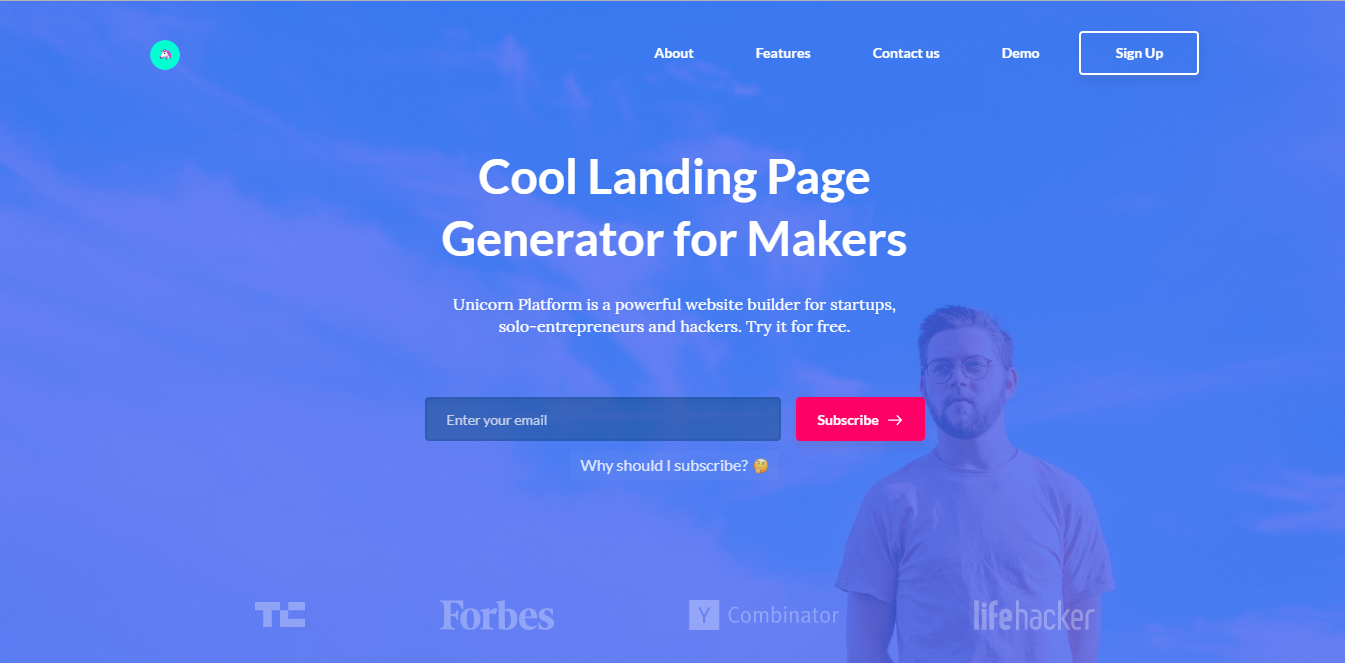 About
Features
Contact us
Demo
Sign Up
Cool Landing Page
Generator for Makers
Unicorn Platform is a powerful website builder for startups,
solo-entrepreneurs and hackers. Try it for free.
Enter your email
Subscribe →
Why should I subscribe? 🤔
TC
Forbes
Y Combinator
lifehacker